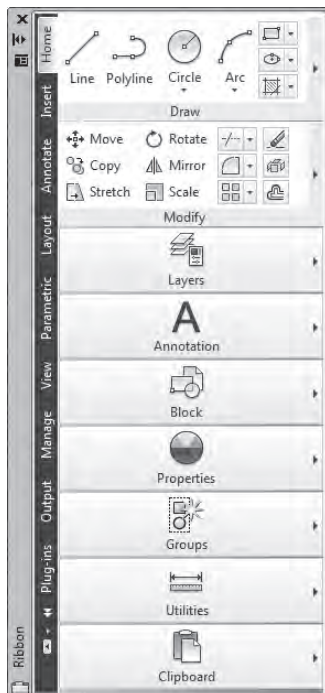 Home
Insert
Annotate
Layout
Parametric
View
Manage
Output
Plug-ins
Ribbon
Line Polyline Circle Arc
Draw
Move Rotate
Copy Mirror
Stretch Scale
Modify
Layers
A
Annotation
Block
Properties
Groups
Utilities
Clipboard